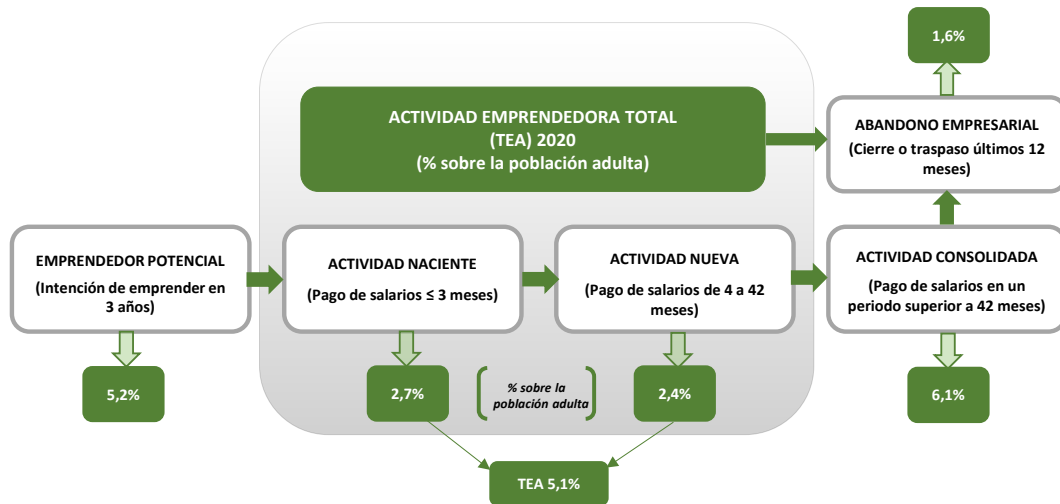 1,6%
ACTIVIDAD EMPRENDEDORA TOTAL
(TEA) 2020
(% sobre la población adulta)
ABANDONO EMPRESARIAL
(Cierre o traspaso últimos 12
meses)
EMPRENDEDOR POTENCIAL
(Intención de emprender en
3 años)
ACTIVIDAD NACIENTE
(Pago de salarios ≤ 3 meses)
ACTIVIDAD NUEVA
(Pago de salarios de 4 a 42
meses)
ACTIVIDAD CONSOLIDADA
(Pago de salarios en un
periodo superior a 42 meses)
5,2%
2,7%
% sobre la
población adulta
2,4%
6,1%
TEA 5,1%